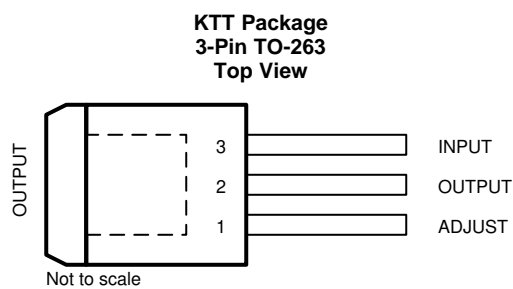 KTT Package
3-Pin TO-263
Top View
OUTPUT
3 INPUT
2 OUTPUT
1 ADJUST
Not to scale